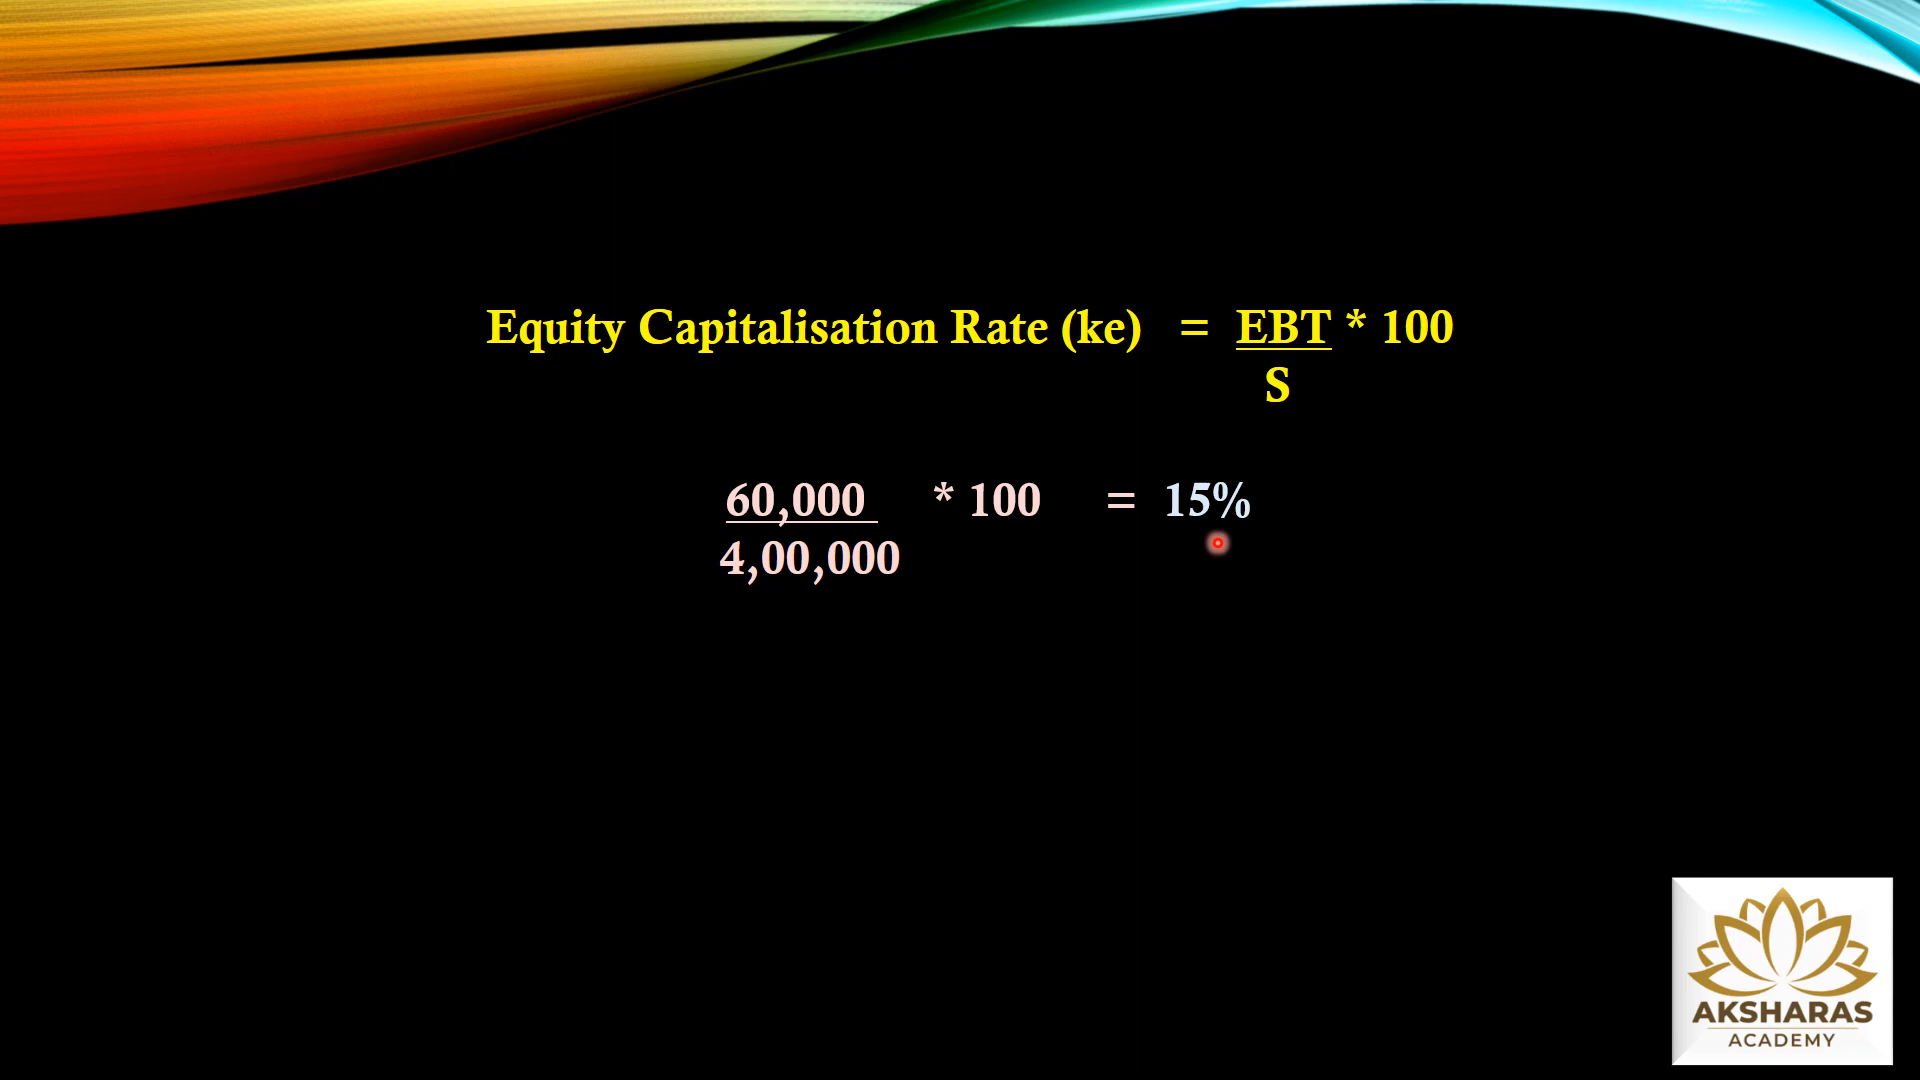 Equity Capitalisation Rate (ke) = EBT * 100
S
60,000 * 100 = 15%
4,00,000
AKSHARAS
ACADEMY